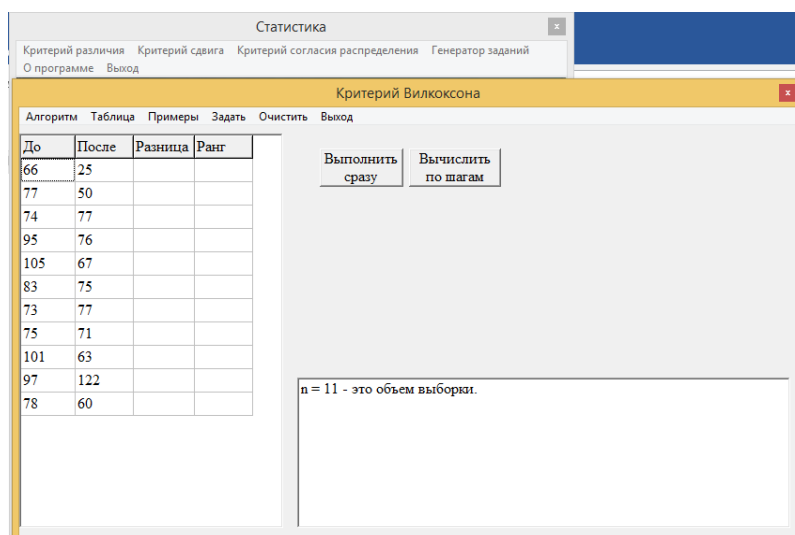 Статистика
x
Критерий различия Критерий сдвига Критерий согласия распределения Генератор заданий
О программе Выход
Критерий Вилкоксона
x
Алгоритм Таблица Примеры Задать Очистить Выход
До После Разница Ранг
66 25
77 50
74 77
95 76
105 67
83 75
73 77
75 71
101 63
97 122
78 60
Выполнить сразу
Вычислить по шагам
n = 11 - это объем выборки.